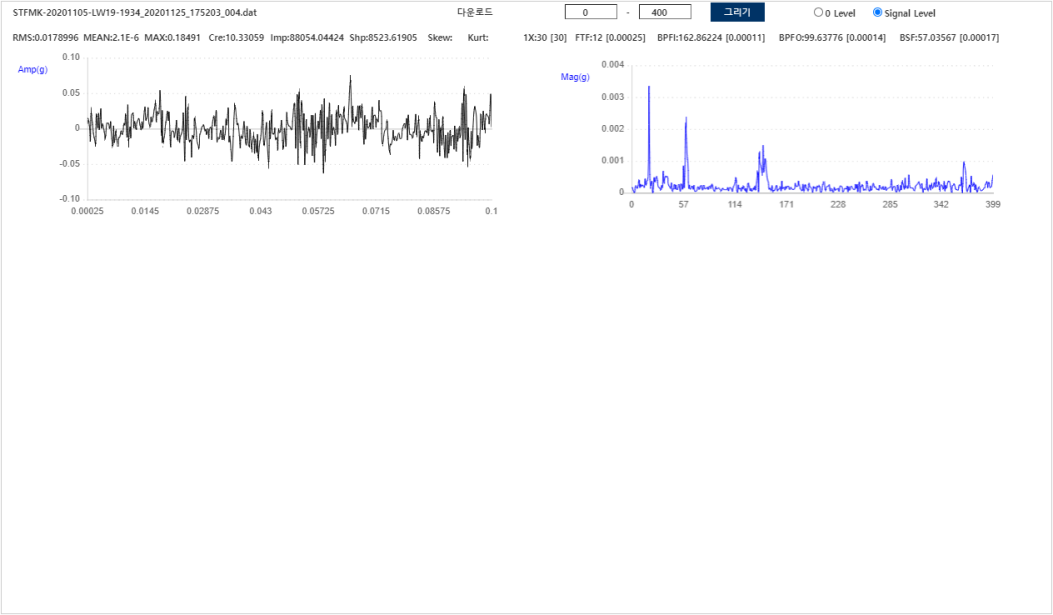 STFMK-20201105-LW19-1934_20201125_175203_004.dat 다운로드 0 - 400 그리기 0 Level Signal Level
RMS:0.0178996 MEAN:2.1E-6 MAX:0.18491 Cre:10.33059 Imp:88054.04424 Shp:8523.61905 Skew: Kurt: 1X:30 [30] FTF:12 [0.00025] BPFI:162.86224 [0.00011] BPFO:99.63776 [0.00014] BSF:57.03567 [0.00017]
Amp(g)
0.10
0.05
0
-0.05
-0.10
0.00025 0.0145 0.02875 0.043 0.05725 0.0715 0.08575 0.1
Mag(g)
0.004
0.003
0.002
0.001
0
0 57 114 171 228 285 342 399